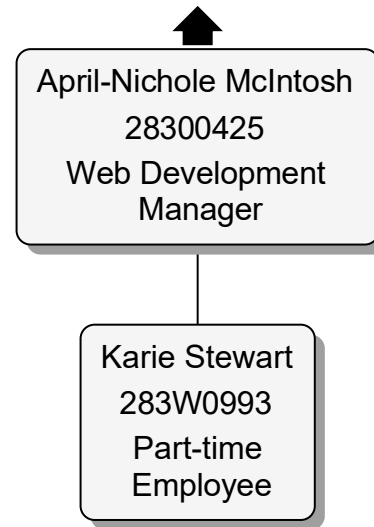 April-Nichole McIntosh
28300425
Web Development
Manager
Karie Stewart
283W0993
Part-time
Employee